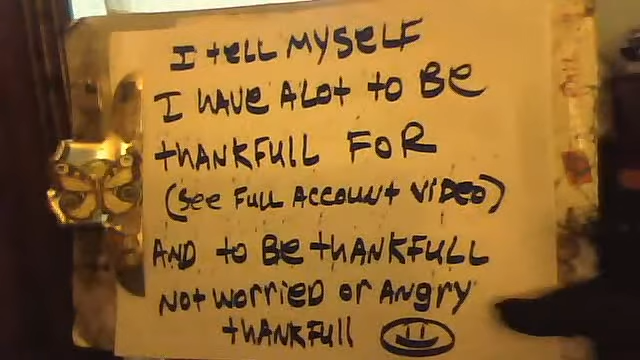 I tELL MYSELF
I HAVE A LOT TO BE
tHANKFULL FOR
(SEE FULL ACCOUNT VIDEO)
AND to BE tHANKFULL
NOT WORRIED OR ANGRY
tHANKFULL